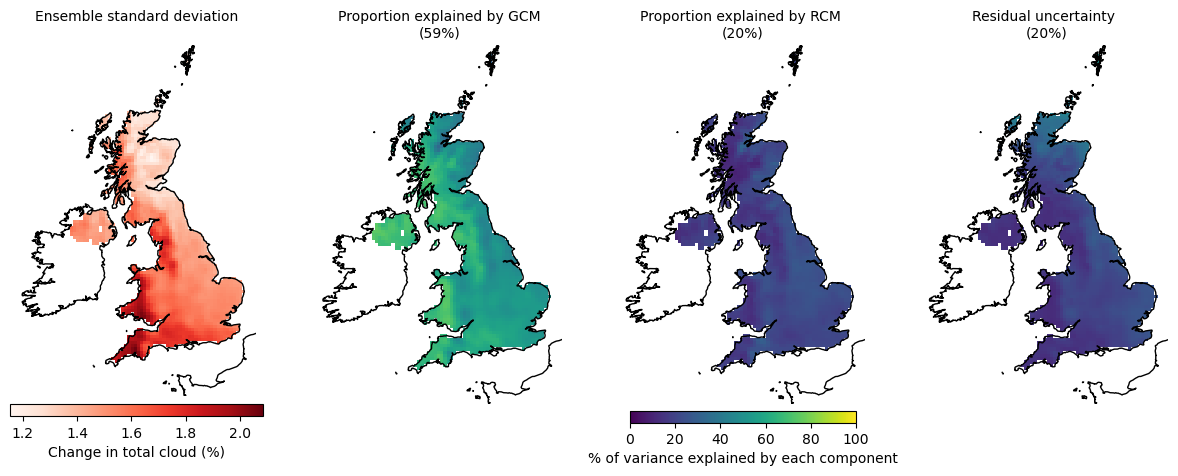 Ensemble standard deviation
Proportion explained by GCM
(59%)
Proportion explained by RCM
(20%)
Residual uncertainty
(20%)
1.2 1.4 1.6 1.8 2.0
Change in total cloud (%)
0 20 40 60 80 100
% of variance explained by each component